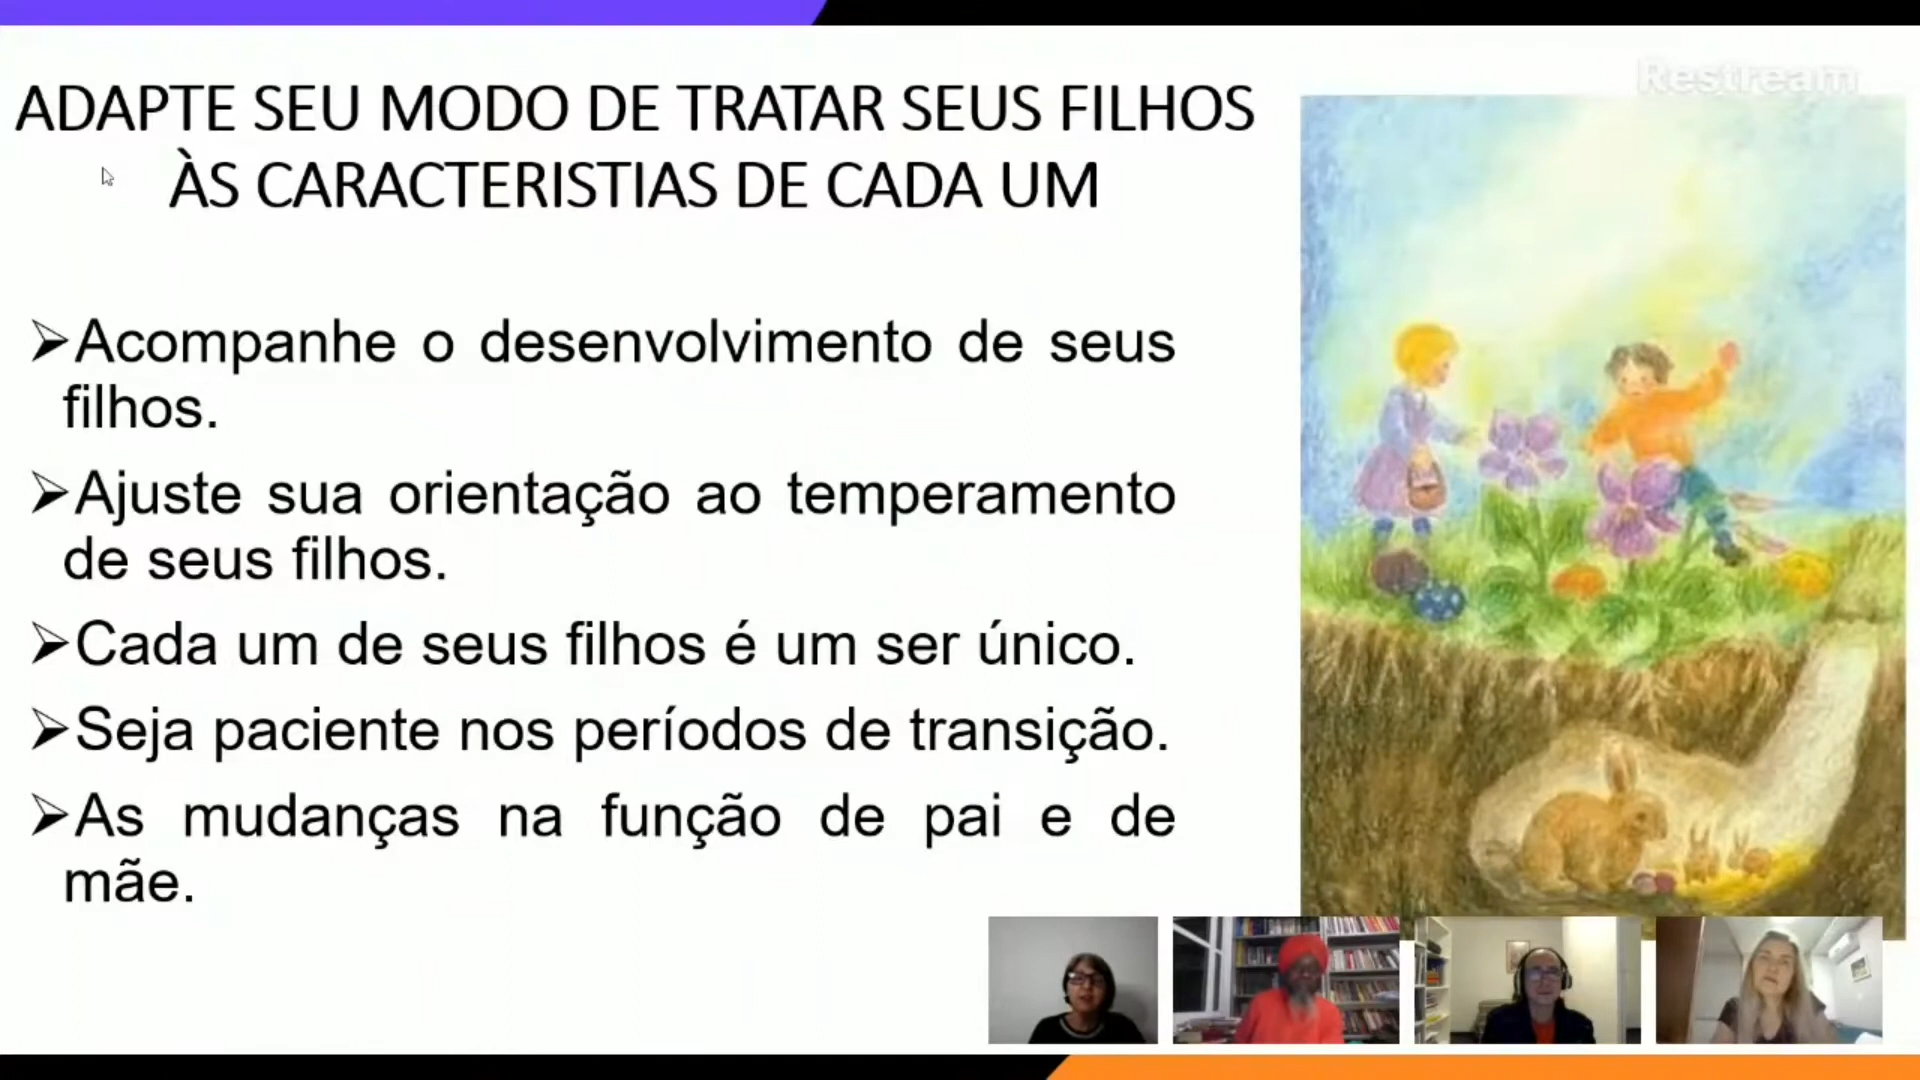 Restream
ADAPTE SEU MODO DE TRATAR SEUS FILHOS
ÀS CARACTERISTIAS DE CADA UM
➢Acompanhe o desenvolvimento de seus
filhos.
➢Ajuste sua orientação ao temperamento
de seus filhos.
➢Cada um de seus filhos é um ser único.
➢Seja paciente nos períodos de transição.
➢As mudanças na função de pai e de
mãe.